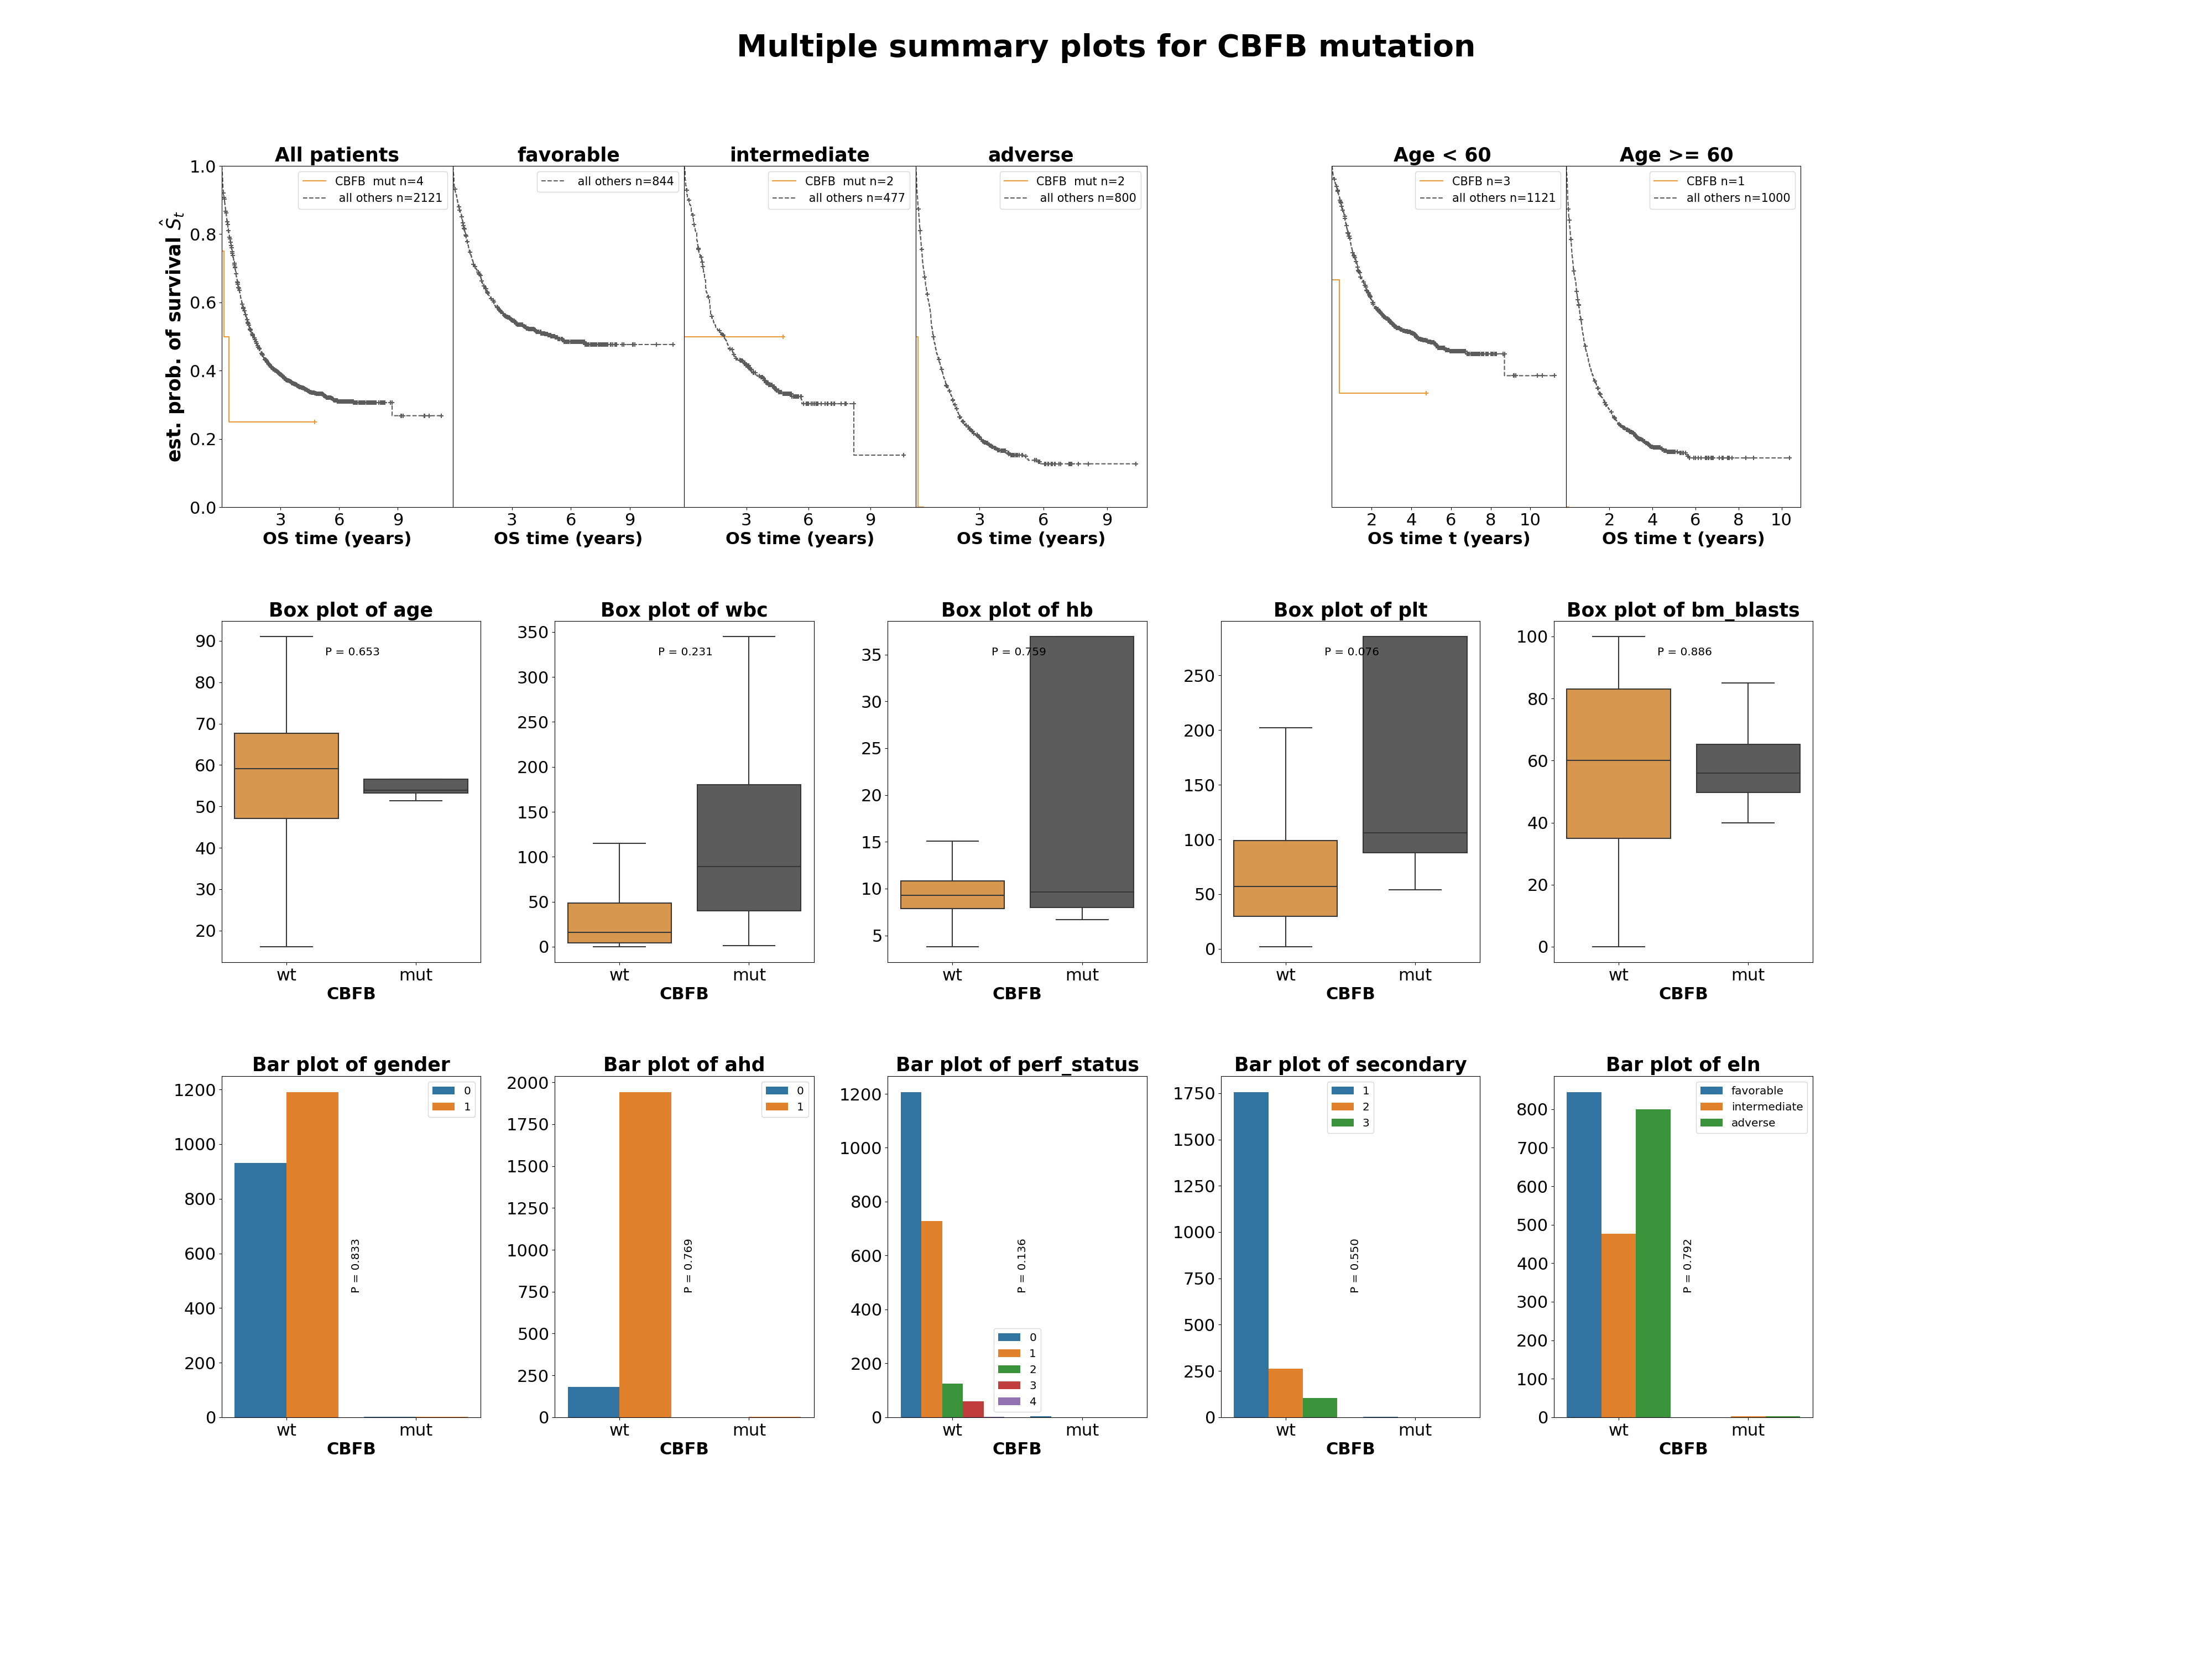 Multiple summary plots for CBFB mutation
All patients
favorable
intermediate
adverse
Age < 60
Age >= 60
est. prob. of survival Ŝt
1.0
0.8
0.6
0.4
0.2
0.0
CBFB mut n=4
all others n=2121
all others n=844
CBFB mut n=2
all others n=477
CBFB mut n=2
all others n=800
CBFB n=3
all others n=1121
CBFB n=1
all others n=1000
3 6 9
3 6 9
3 6 9
3 6 9
2 4 6 8 10
2 4 6 8 10
OS time (years)
OS time (years)
OS time (years)
OS time (years)
OS time t (years)
OS time t (years)
Box plot of age
90
80
70
60
50
40
30
20
P = 0.653
wt mut
CBFB
Box plot of wbc
350
300
250
200
150
100
50
0
P = 0.231
wt mut
CBFB
Box plot of hb
35
30
25
20
15
10
5
P = 0.759
wt mut
CBFB
Box plot of plt
250
200
150
100
50
0
P = 0.076
wt mut
CBFB
Box plot of bm_blasts
100
80
60
40
20
0
P = 0.886
wt mut
CBFB
Bar plot of gender
1200
1000
800
600
400
200
0
0
1
P = 0.833
wt mut
CBFB
Bar plot of ahd
2000
1750
1500
1250
1000
750
500
250
0
0
1
P = 0.769
wt mut
CBFB
Bar plot of perf_status
1200
1000
800
600
400
200
0
P = 0.136
0
1
2
3
4
wt mut
CBFB
Bar plot of secondary
1750
1500
1250
1000
750
500
250
0
1
2
3
P = 0.550
wt mut
CBFB
Bar plot of eln
800
700
600
500
400
300
200
100
0
favorable
intermediate
adverse
P = 0.792
wt mut
CBFB